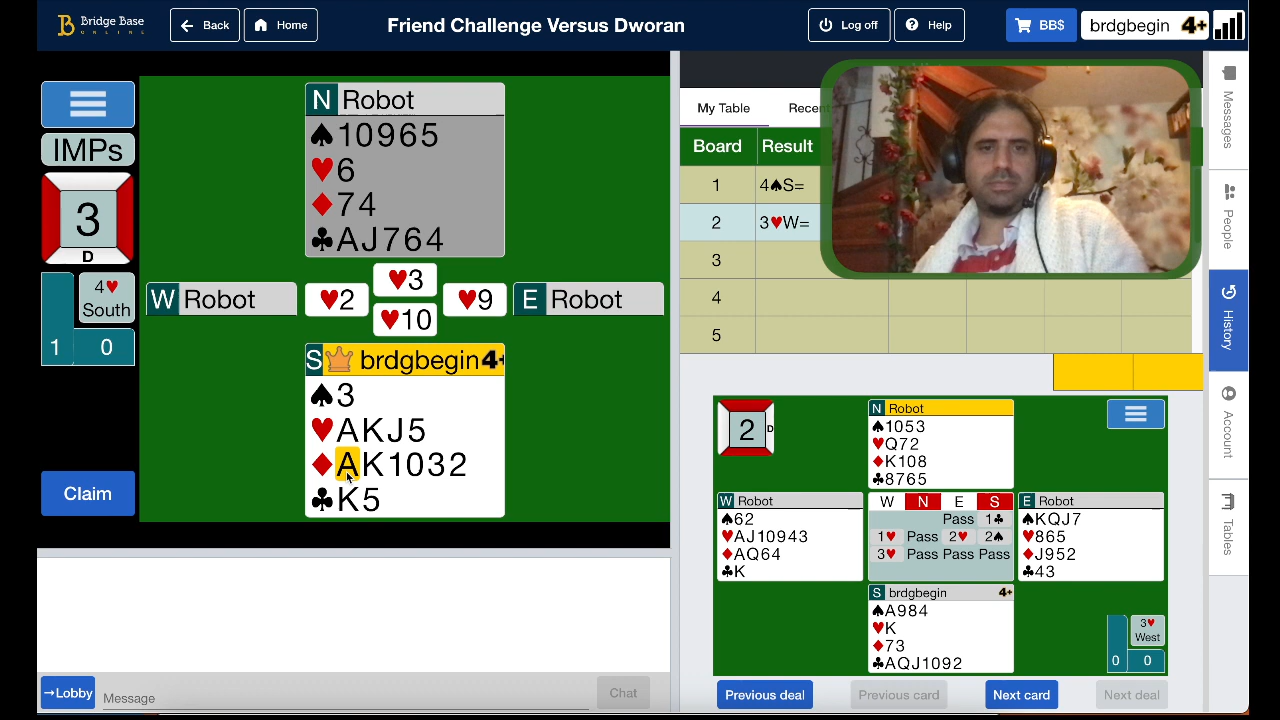 Bridge Base
ONLINE
Back
Home
Friend Challenge Versus Dworan
Log off
Help
BB$
brdgbegin 4+
IMPs
3
D
4♥
South
1 0
Claim
N Robot
♠10965
♥6
♦74
♣AJ764
♥3
W Robot
♥2
♥9
E Robot
♥10
S brdgbegin 4+
♠3
♥AKJ5
♦AK1032
♣K5
→Lobby
Message
Chat
My Table
Recen
Board Result
1 4♠S=
2 3♥W=
3
4
5
2
D
N Robot
♠1053
♥Q72
♦K108
♣8765
W Robot
♠62
♥AJ10943
♦AQ64
♣K
W N E S
Pass 1♣
1♥ Pass 2♥ 2♠
3♥ Pass Pass Pass
E Robot
♠KQJ7
♥865
♦J952
♣43
S brdgbegin 4+
♠A984
♥K
♦73
♣AQJ1092
3♥
West
0 0
Previous deal
Previous card
Next card
Next deal
Messages
People
History
Account
Tables